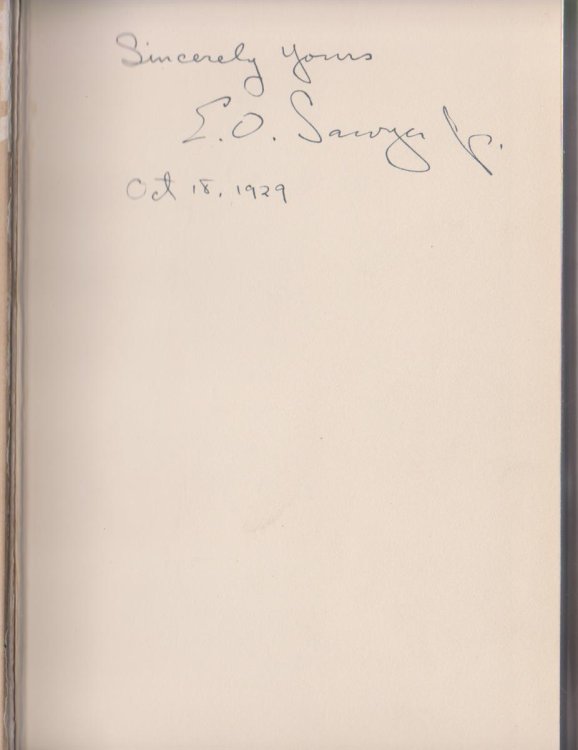 Sincerely yours
E. O. Sawyer Jr.
Oct 18, 1929